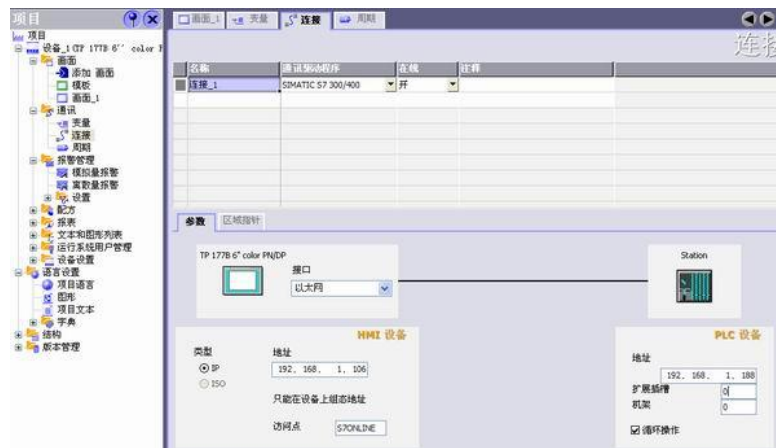 项目
画面_1
变量
连接
周期
项目
设备_1(TP 177B 6'' color P
画面
添加 画面
模板
画面_1
通讯
变量
连接
周期
报警管理
模拟量报警
离散量报警
设置
配方
报表
文本和图形列表
运行系统用户管理
设备设置
语言设置
项目语言
图形
项目文本
字典
结构
版本管理
连接
名称
通讯驱动程序
在线
注释
连接_1
SIMATIC S7 300/400
开
参数
区域指针
TP 177B 6" color PN/DP
接口
以太网
Station
HMI 设备
类型
IP
ISO
地址
192. 168. 1. 106
只能在设备上组态地址
访问点
S7ONLINE
PLC 设备
地址
192. 168. 1. 188
扩展插槽
0
机架
0
循环操作